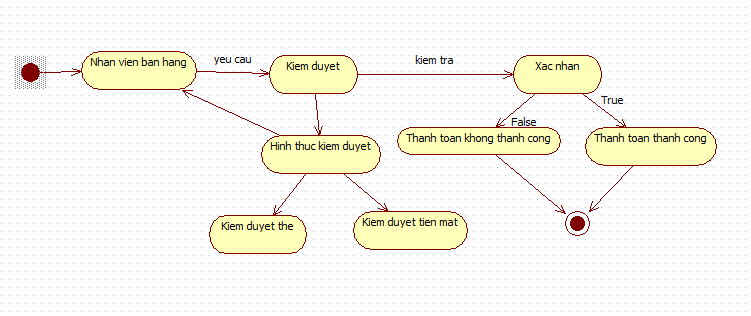 Nhan vien ban hang
yeu cau
Kiem duyet
kiem tra
Xac nhan
True
False
Hinh thuc kiem duyet
Thanh toan khong thanh cong
Thanh toan thanh cong
Kiem duyet the
Kiem duyet tien mat